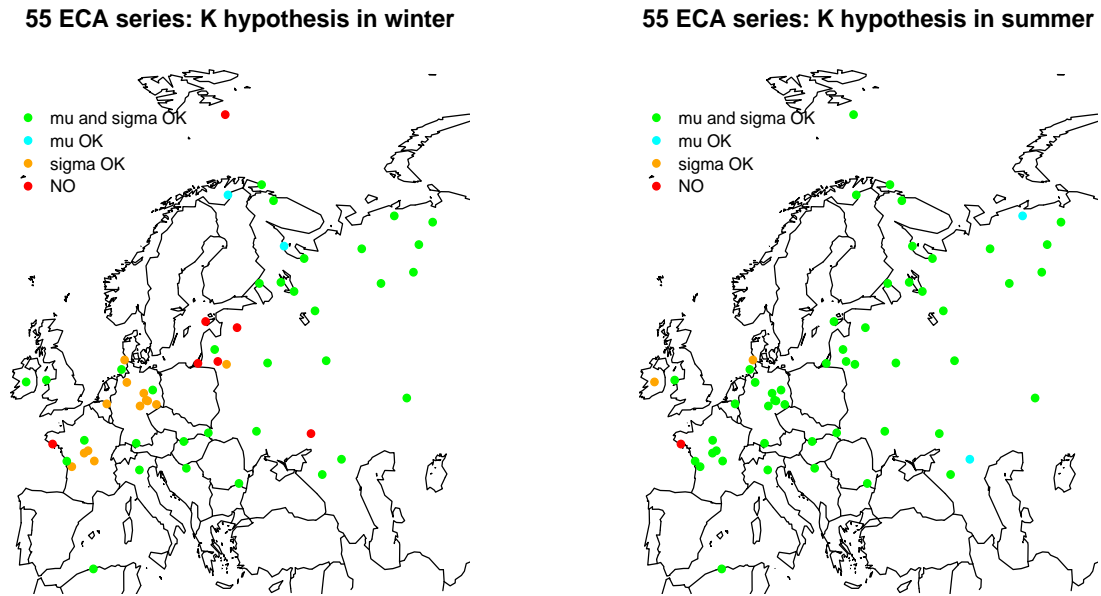 55 ECA series: K hypothesis in winter
mu and sigma OK
mu OK
sigma OK
NO
55 ECA series: K hypothesis in summer
mu and sigma OK
mu OK
sigma OK
NO